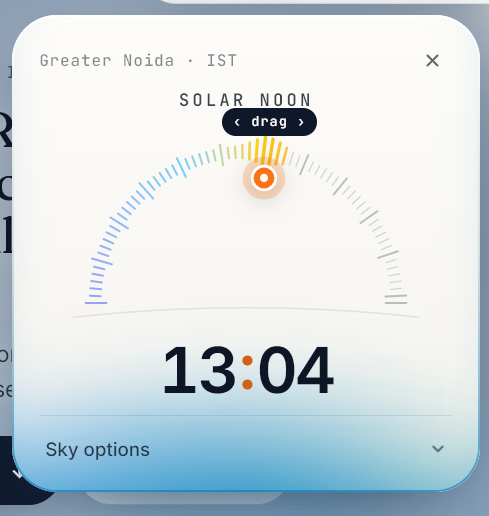 Greater Noida · IST
SOLAR NOON
‹ drag ›
13:04
Sky options